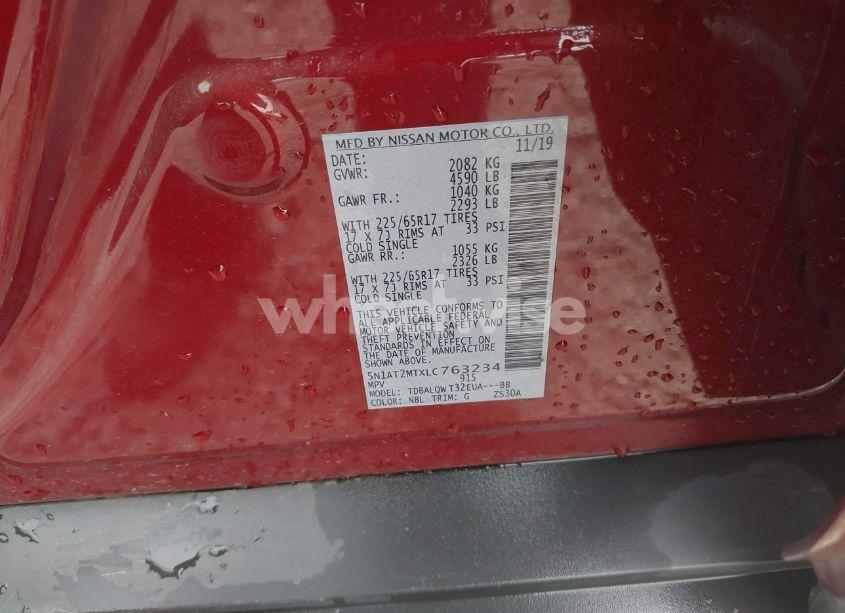 MFD BY NISSAN MOTOR CO., LTD.
DATE: 11/19
GVWR: 2082 KG
4590 LB
GAWR FR.: 1040 KG
2293 LB
WITH 225/65R17 TIRES
17 X 7J RIMS AT 33 PSI
COLD SINGLE
GAWR RR.: 1055 KG
2326 LB
WITH 225/65R17 TIRES
17 X 7J RIMS AT 33 PSI
COLD SINGLE
THIS VEHICLE CONFORMS TO
ALL APPLICABLE FEDERAL
MOTOR VEHICLE SAFETY AND
THEFT PREVENTION
STANDARDS IN EFFECT ON
THE DATE OF MANUFACTURE
SHOWN ABOVE.
5N1AT2MTXLC763234
MPV 915
MODEL: TDBALQW T32EUA---BB
COLOR: NBL TRIM: G ZS30A